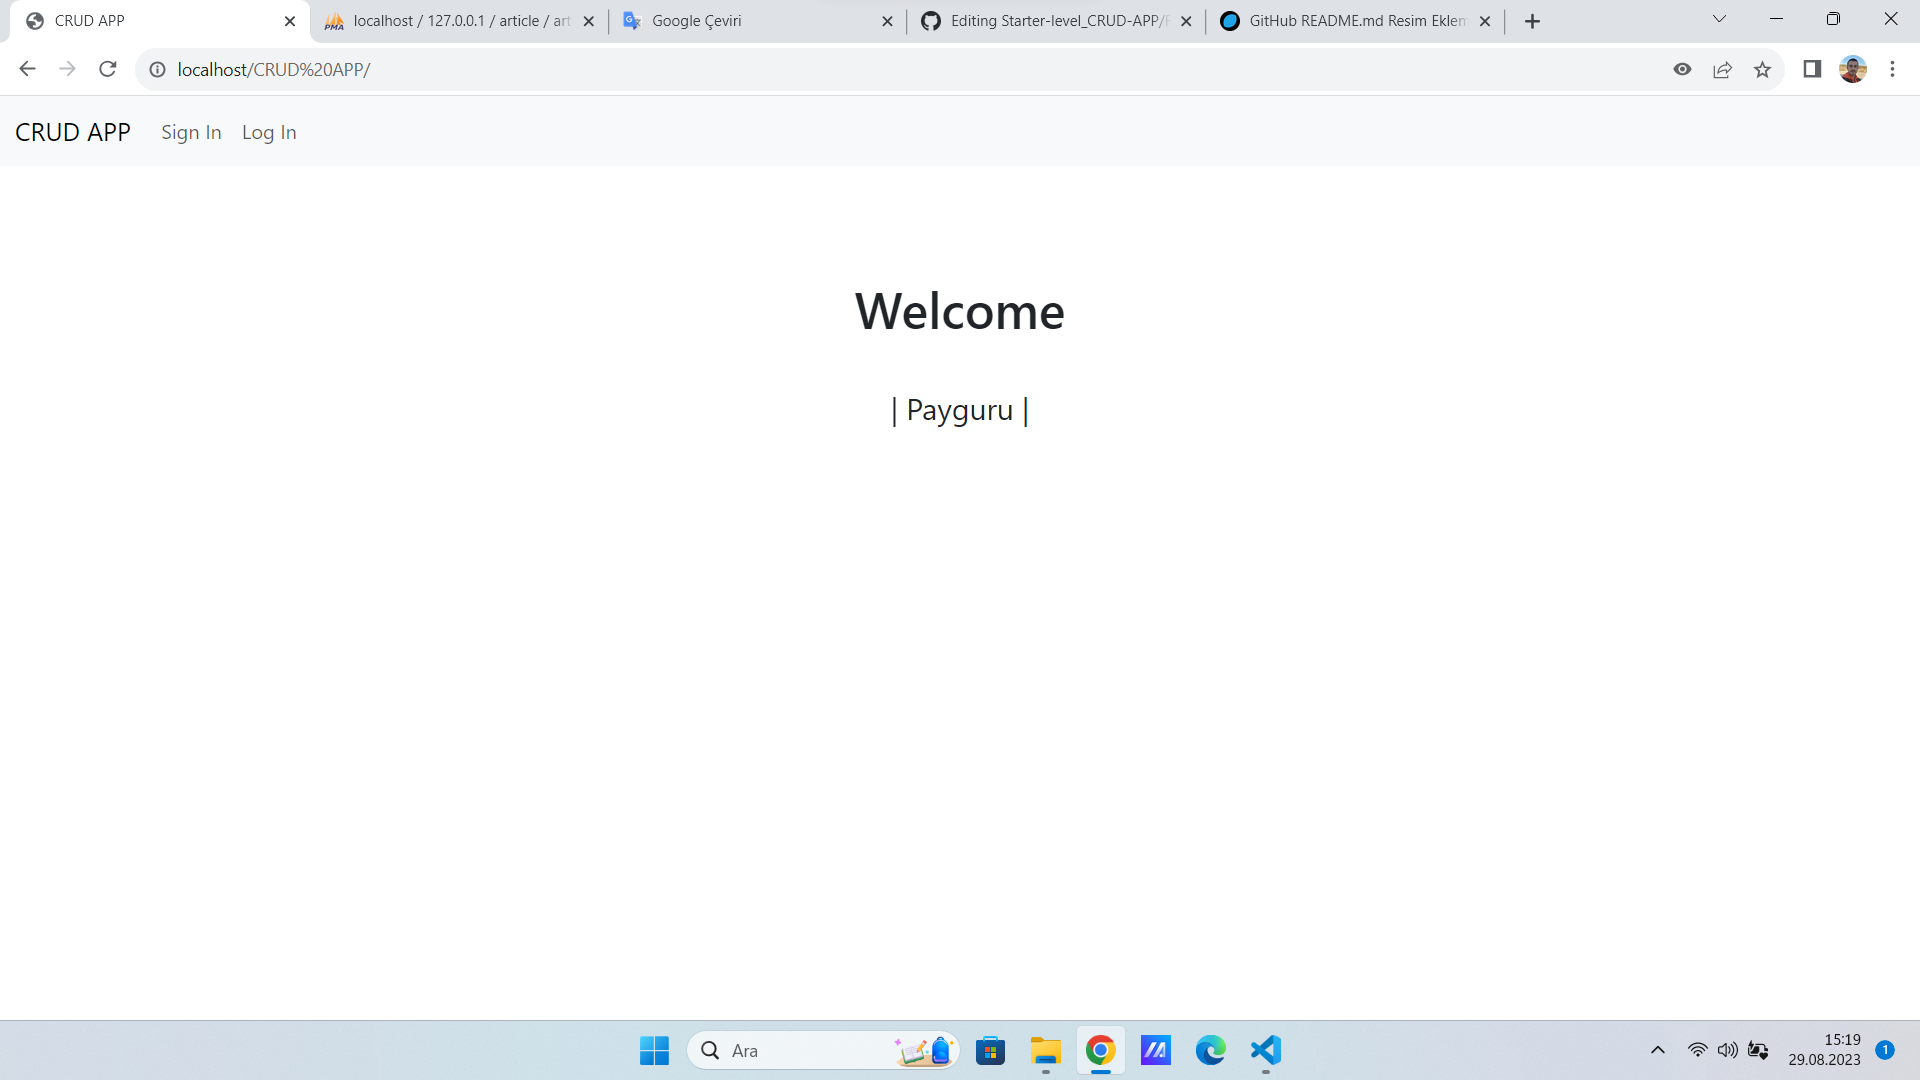 CRUD APP
localhost / 127.0.0.1 / article / art
Google Çeviri
Editing Starter-level_CRUD-APP/
GitHub README.md Resim Eklem
localhost/CRUD%20APP/
CRUD APP
Sign In
Log In
Welcome
| Payguru |
Ara
15:19
29.08.2023
1
PMA